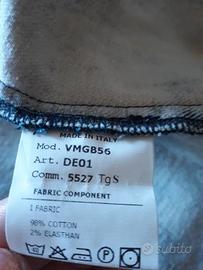 MADE IN ITALY
Mod. VMGB56
Art. DE01
Comm. 5527 TgS
FABRIC COMPONENT
1 FABRIC
98% COTTON
2% ELASTHAN
subito